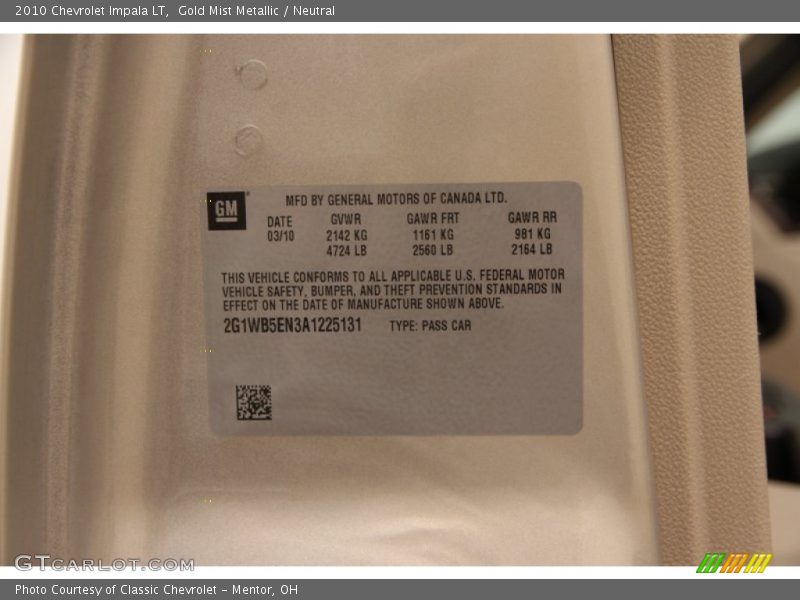 2010 Chevrolet Impala LT, Gold Mist Metallic / Neutral
GM
MFD BY GENERAL MOTORS OF CANADA LTD.
DATE GVWR GAWR FRT GAWR RR
03/10 2142 KG 1161 KG 981 KG
4724 LB 2560 LB 2164 LB
THIS VEHICLE CONFORMS TO ALL APPLICABLE U.S. FEDERAL MOTOR
VEHICLE SAFETY, BUMPER, AND THEFT PREVENTION STANDARDS IN
EFFECT ON THE DATE OF MANUFACTURE SHOWN ABOVE.
2G1WB5EN3A1225131 TYPE: PASS CAR
GTCARLOT.COM
Photo Courtesy of Classic Chevrolet - Mentor, OH